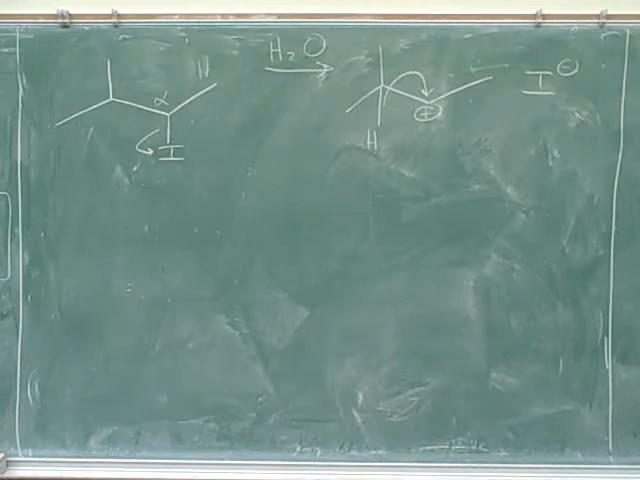 H₂O
I⊖
α
⊕
I
H